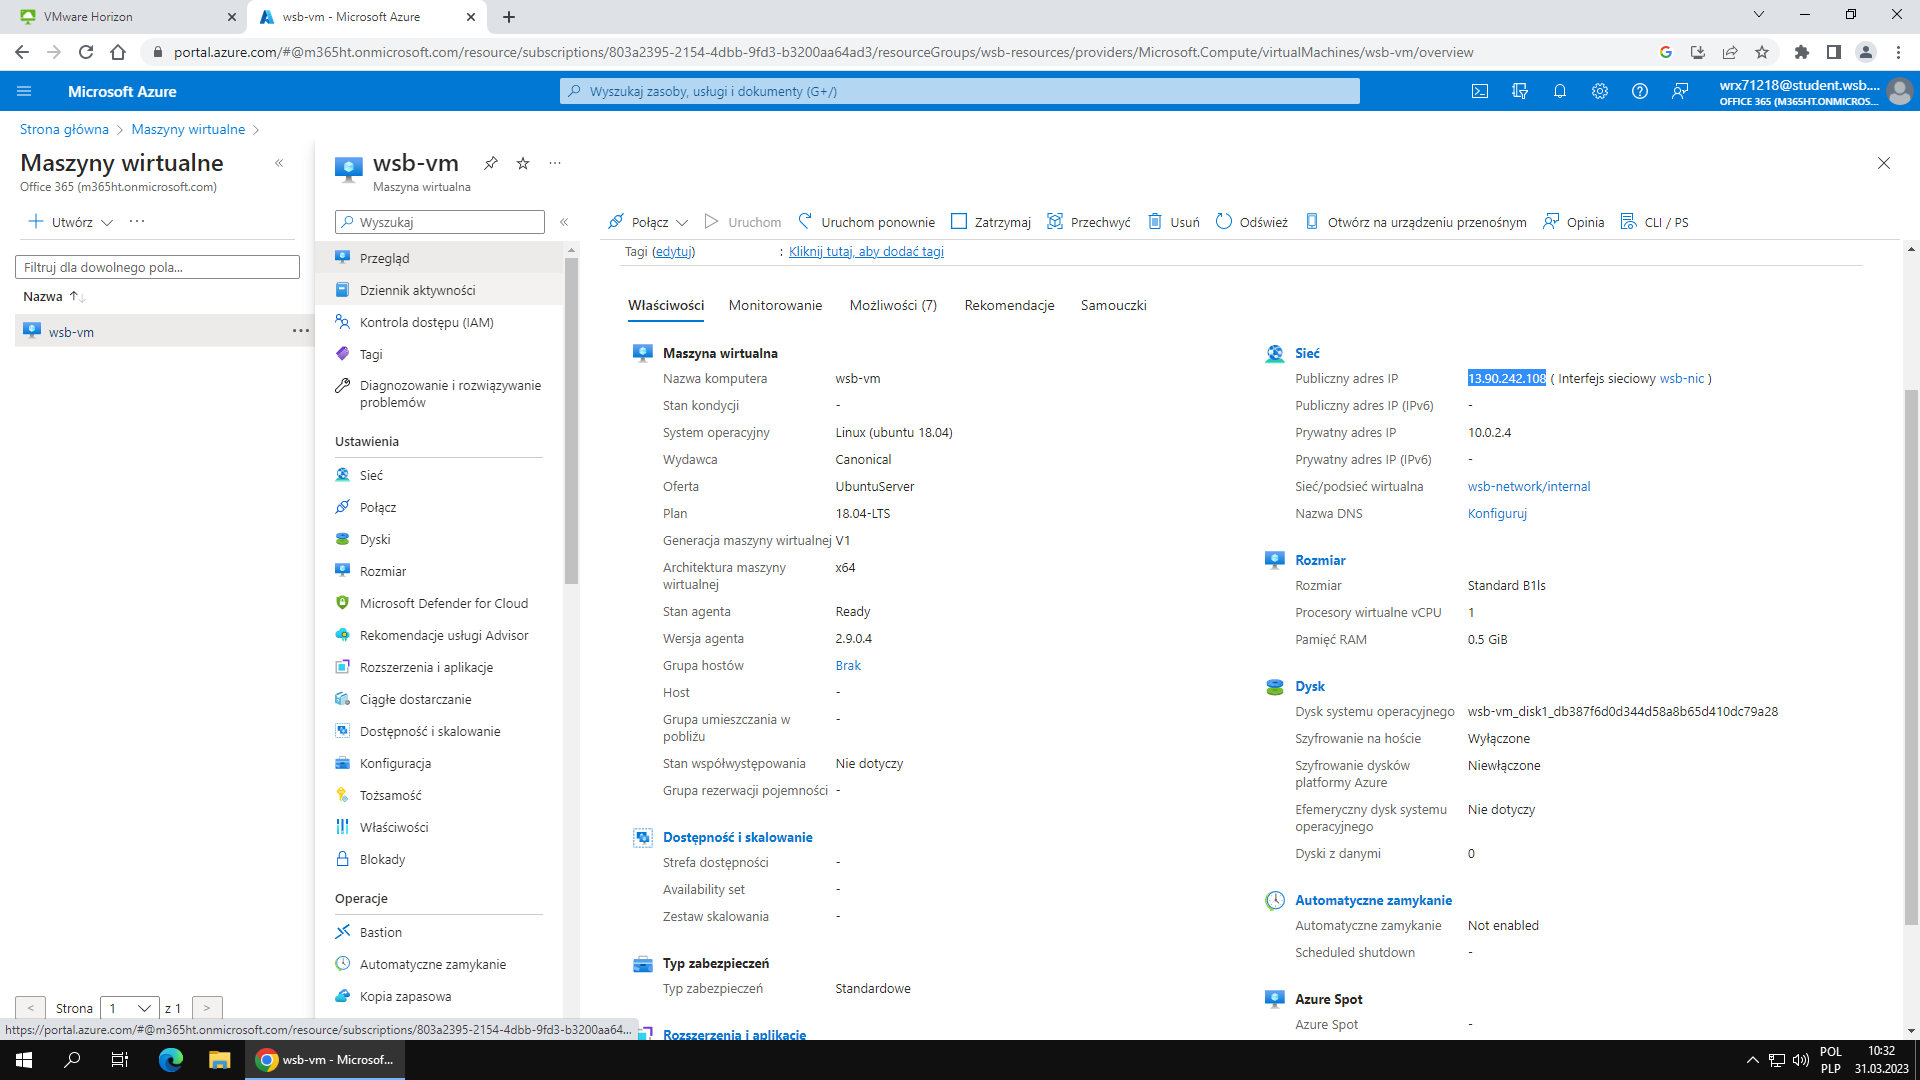 VMware Horizon
wsb-vm - Microsoft Azure
portal.azure.com/#@m365ht.onmicrosoft.com/resource/subscriptions/803a2395-2154-4dbb-9fd3-b3200aa64ad3/resourceGroups/wsb-resources/providers/Microsoft.Compute/virtualMachines/wsb-vm/overview
Microsoft Azure
Wyszukaj zasoby, usługi i dokumenty (G+/)
wrx71218@student.wsb....
OFFICE 365 (M365HT.ONMICROS...
Strona główna
Maszyny wirtualne
Maszyny wirtualne
Office 365 (m365ht.onmicrosoft.com)
Utwórz
Filtruj dla dowolnego pola...
Nazwa
wsb-vm
< Strona 1 z 1 >
wsb-vm
Maszyna wirtualna
Wyszukaj
Przegląd
Dziennik aktywności
Kontrola dostępu (IAM)
Tagi
Diagnozowanie i rozwiązywanie
problemów
Ustawienia
Sieć
Połącz
Dyski
Rozmiar
Microsoft Defender for Cloud
Rekomendacje usługi Advisor
Rozszerzenia i aplikacje
Ciągłe dostarczanie
Dostępność i skalowanie
Konfiguracja
Tożsamość
Właściwości
Blokady
Operacje
Bastion
Automatyczne zamykanie
Kopia zapasowa
Połącz
Uruchom
Uruchom ponownie
Zatrzymaj
Przechwyć
Usuń
Odśwież
Otwórz na urządzeniu przenośnym
Opinia
CLI / PS
Tagi (edytuj) : Kliknij tutaj, aby dodać tagi
Właściwości
Monitorowanie
Możliwości (7)
Rekomendacje
Samouczki
Maszyna wirtualna
Nazwa komputera wsb-vm
Stan kondycji -
System operacyjny Linux (ubuntu 18.04)
Wydawca Canonical
Oferta UbuntuServer
Plan 18.04-LTS
Generacja maszyny wirtualnej V1
Architektura maszyny x64
wirtualnej
Stan agenta Ready
Wersja agenta 2.9.0.4
Grupa hostów Brak
Host -
Grupa umieszczania w -
pobliżu
Stan współwystępowania Nie dotyczy
Grupa rezerwacji pojemności -
Dostępność i skalowanie
Strefa dostępności -
Availability set -
Zestaw skalowania -
Typ zabezpieczeń
Typ zabezpieczeń Standardowe
Rozszerzenia i aplikacje
Sieć
Publiczny adres IP 13.90.242.108 ( Interfejs sieciowy wsb-nic )
Publiczny adres IP (IPv6) -
Prywatny adres IP 10.0.2.4
Prywatny adres IP (IPv6) -
Sieć/podsieć wirtualna wsb-network/internal
Nazwa DNS Konfiguruj
Rozmiar
Rozmiar Standard B1ls
Procesory wirtualne vCPU 1
Pamięć RAM 0.5 GiB
Dysk
Dysk systemu operacyjnego wsb-vm_disk1_db387f6d0d344d58a8b65d410dc79a28
Szyfrowanie na hoście Wyłączone
Szyfrowanie dysków Niewłączone
platformy Azure
Efemeryczny dysk systemu Nie dotyczy
operacyjnego
Dyski z danymi 0
Automatyczne zamykanie
Automatyczne zamykanie Not enabled
Scheduled shutdown -
Azure Spot
Azure Spot -
https://portal.azure.com/#@m365ht.onmicrosoft.com/resource/subscriptions/803a2395-2154-4dbb-9fd3-b3200aa64...
wsb-vm - Microsof...
POL
PLP
10:32
31.03.2023